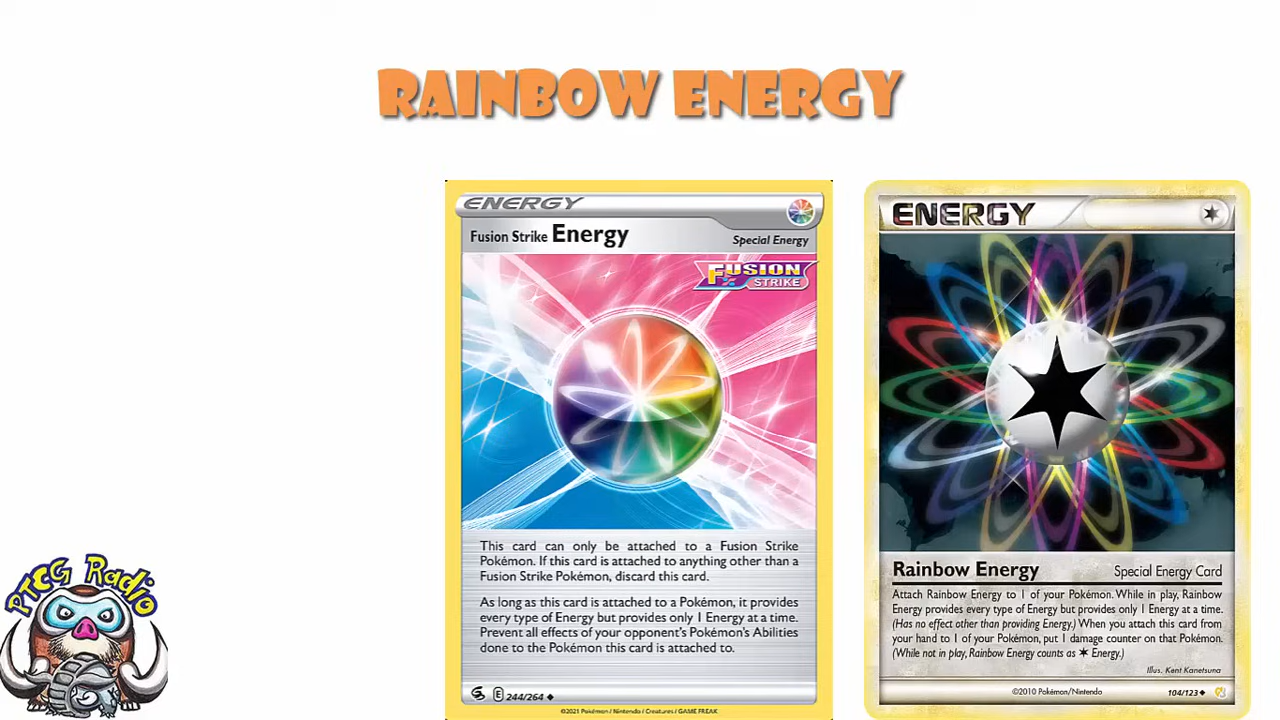 RAINBOW ENERGY
ENERGY
Fusion Strike Energy
Special Energy
FUSION
STRIKE
This card can only be attached to a Fusion Strike
Pokémon. If this card is attached to anything other than a
Fusion Strike Pokémon, discard this card.
As long as this card is attached to a Pokémon, it provides
every type of Energy but provides only 1 Energy at a time.
Prevent all effects of your opponent's Pokémon's Abilities
done to the Pokémon this card is attached to.
E 244/264
©2021 Pokémon / Nintendo / Creatures / GAME FREAK
ENERGY
Rainbow Energy Special Energy Card
Attach Rainbow Energy to 1 of your Pokémon. While in play, Rainbow
Energy provides every type of Energy but provides only 1 Energy at a time.
(Has no effect other than providing Energy.) When you attach this card from
your hand to 1 of your Pokémon, put 1 damage counter on that Pokémon.
(While not in play, Rainbow Energy counts as Energy.)
Illus. Kent Kanetsuna
©2010 Pokémon/Nintendo 104/123
PTCG Radio